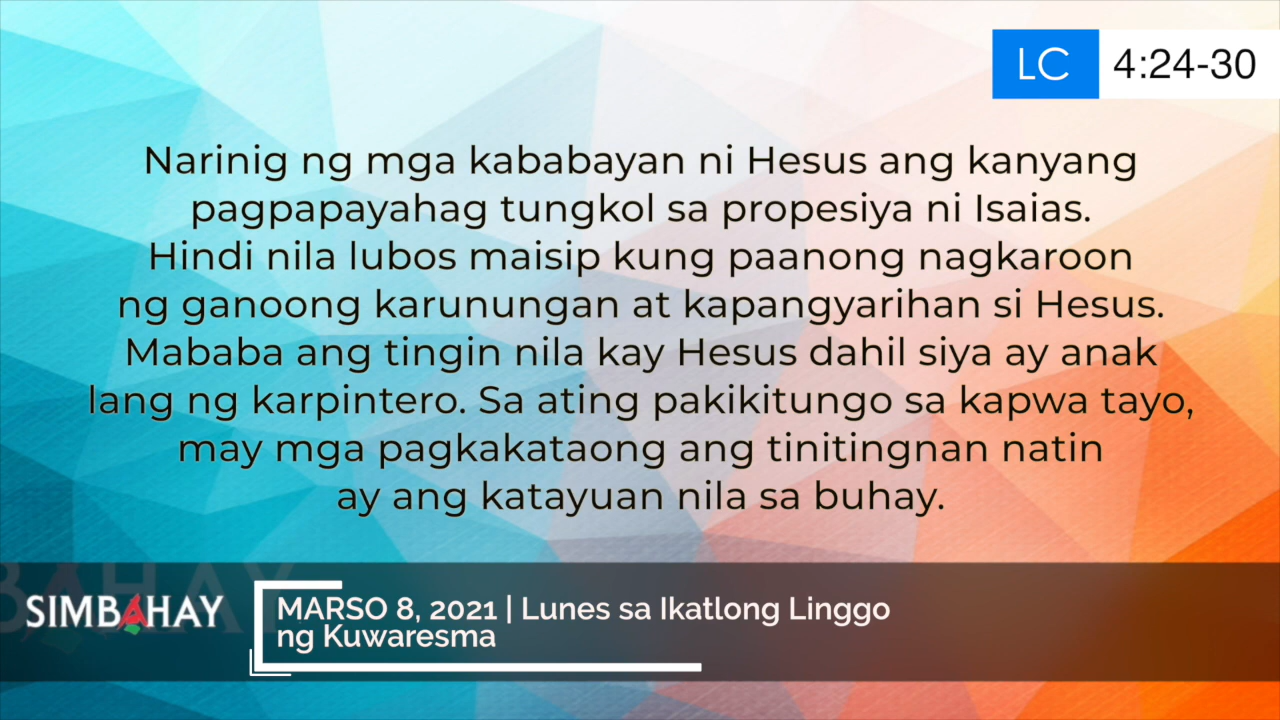 LC 4:24-30
Narinig ng mga kababayan ni Hesus ang kanyang
pagpapayahag tungkol sa propesiya ni Isaias.
Hindi nila lubos maisip kung paanong nagkaroon
ng ganoong karunungan at kapangyarihan si Hesus.
Mababa ang tingin nila kay Hesus dahil siya ay anak
lang ng karpintero. Sa ating pakikitungo sa kapwa tayo,
may mga pagkakataong ang tinitingnan natin
ay ang katayuan nila sa buhay.
SIMBAHAY
MARSO 8, 2021 | Lunes sa Ikatlong Linggo
ng Kuwaresma